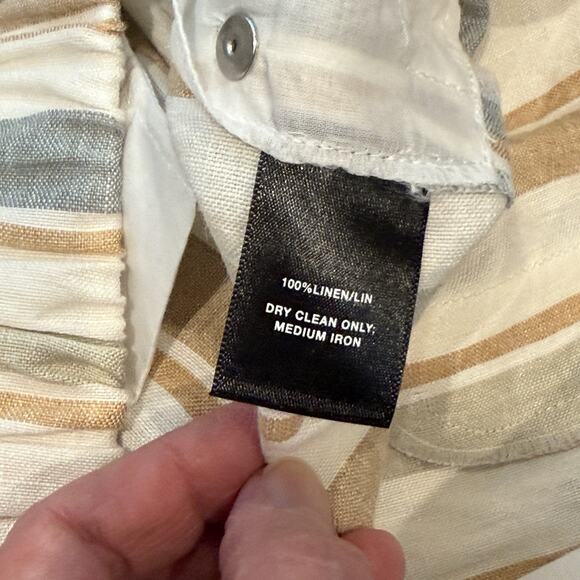 100%LINEN/LIN
DRY CLEAN ONLY;
MEDIUM IRON